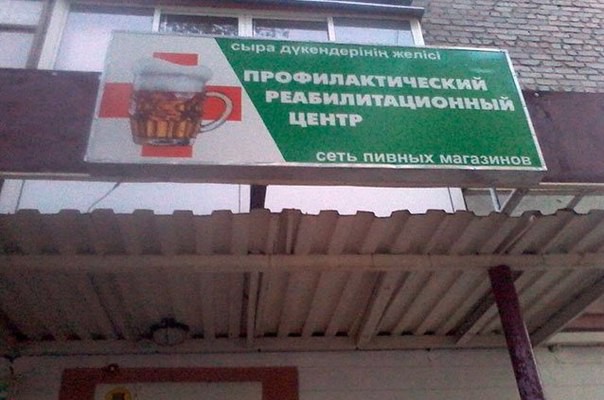 сыра дүкендерінің желісі
ПРОФИЛАКТИЧЕСКИЙ
РЕАБИЛИТАЦИОННЫЙ
ЦЕНТР
сеть пивных магазинов